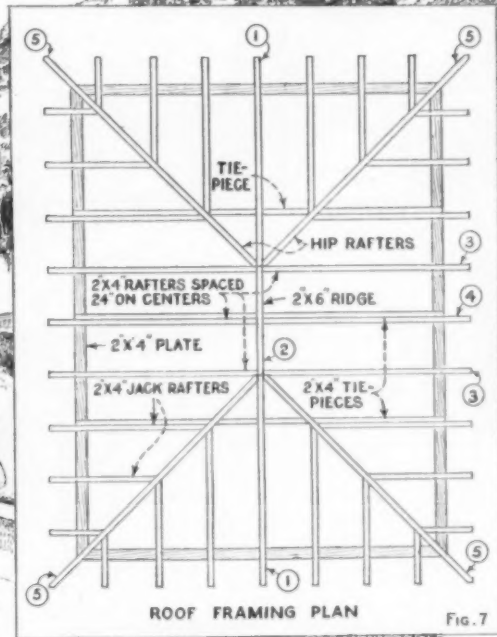 5
1
5
TIE-
PIECE
HIP RAFTERS
3
2"X4" RAFTERS SPACED
24" ON CENTERS
2"X6" RIDGE
4
2"X4" PLATE
2
3
2"X4" JACK RAFTERS
2"X4" TIE-
PIECES
5
1
5
ROOF FRAMING PLAN
FIG. 7